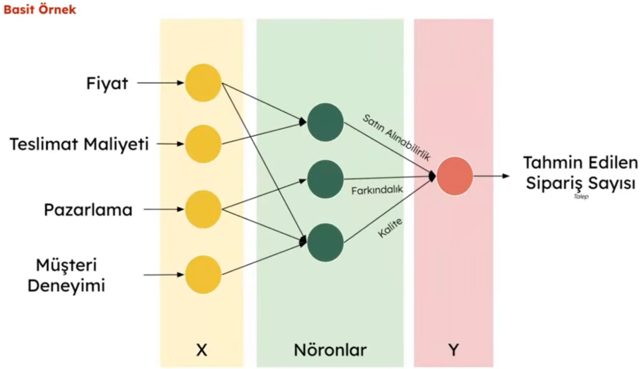 Basit Örnek
Fiyat
Teslimat Maliyeti
Pazarlama
Müşteri
Deneyimi
Satın Alınabilirlik
Farkındalık
Kalite
Tahmin Edilen
Sipariş Sayısı
Talep
X
Nöronlar
Y